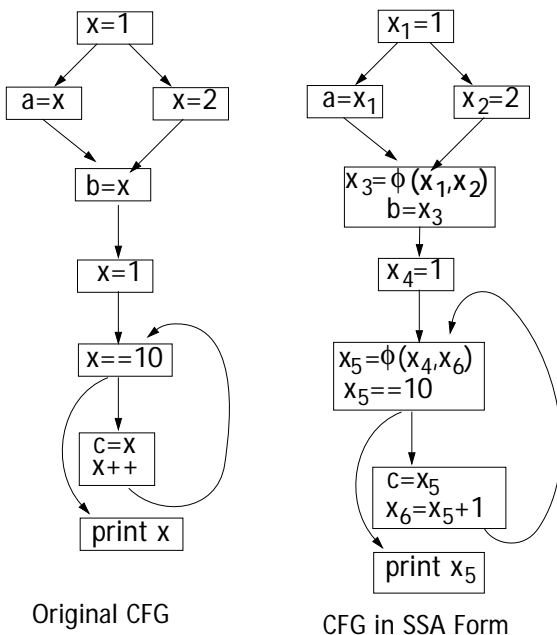 x=1
a=x
x=2
b=x
x=1
x==10
c=x
x++
print x
Original CFG
x₁=1
a=x₁
x₂=2
x₃=ϕ(x₁,x₂)
b=x₃
x₄=1
x₅=ϕ(x₄,x₆)
x₅==10
c=x₅
x₆=x₅+1
print x₅
CFG in SSA Form